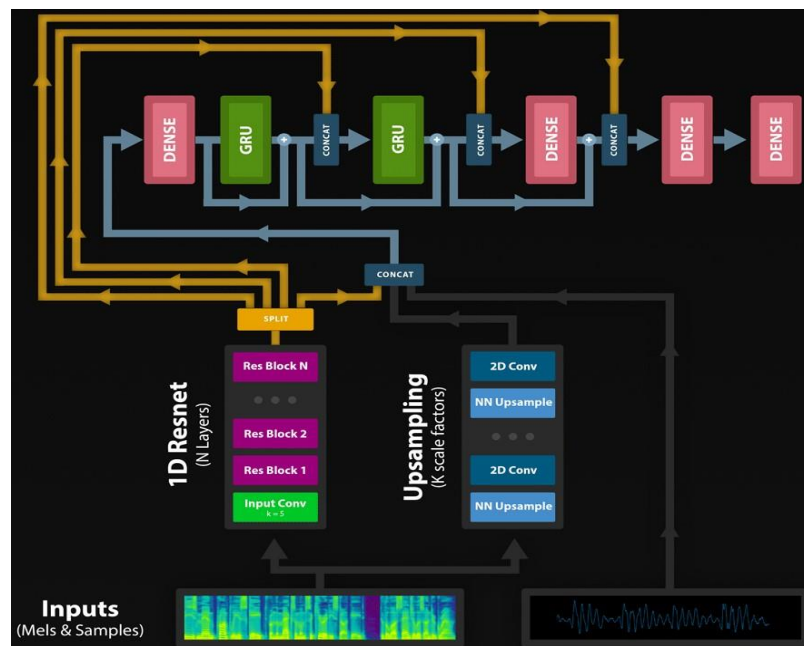 DENSE
GRU
+
CONCAT
GRU
+
CONCAT
DENSE
+
CONCAT
DENSE
DENSE
CONCAT
SPLIT
1D Resnet
(N Layers)
Res Block N
Res Block 2
Res Block 1
Input Conv
k = 5
Upsampling
(K scale factors)
2D Conv
NN Upsample
2D Conv
NN Upsample
Inputs
(Mels & Samples)